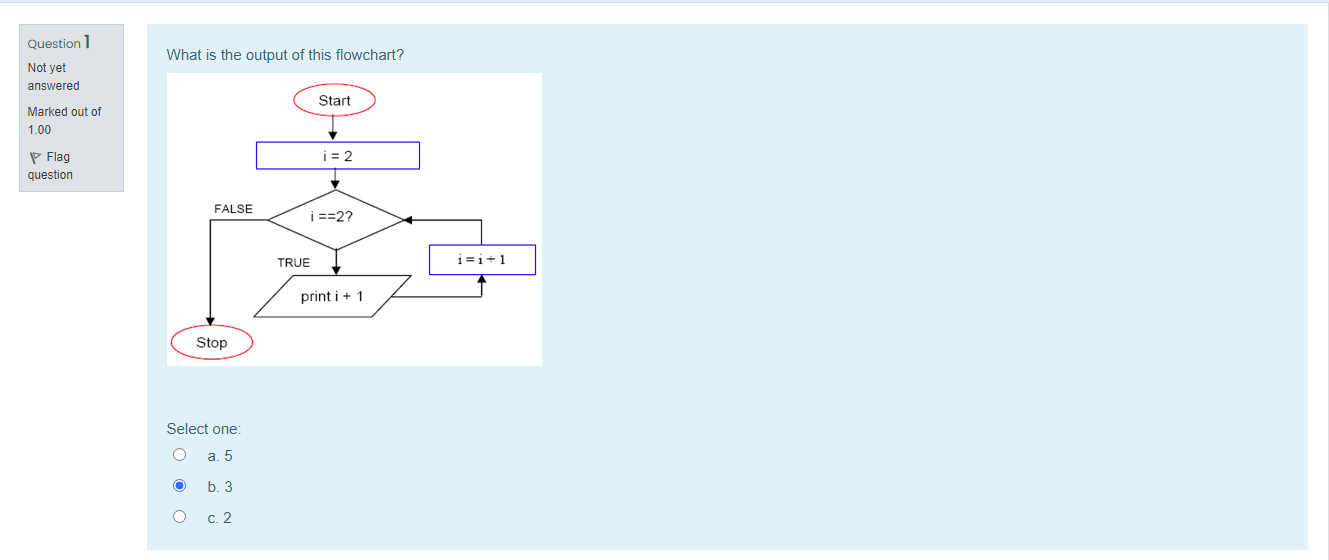 Question 1
Not yet
answered
Marked out of
1.00
Flag
question
What is the output of this flowchart?
Start
i = 2
FALSE
i ==2?
TRUE
i = i + 1
print i + 1
Stop
Select one:
a. 5
b. 3
c. 2